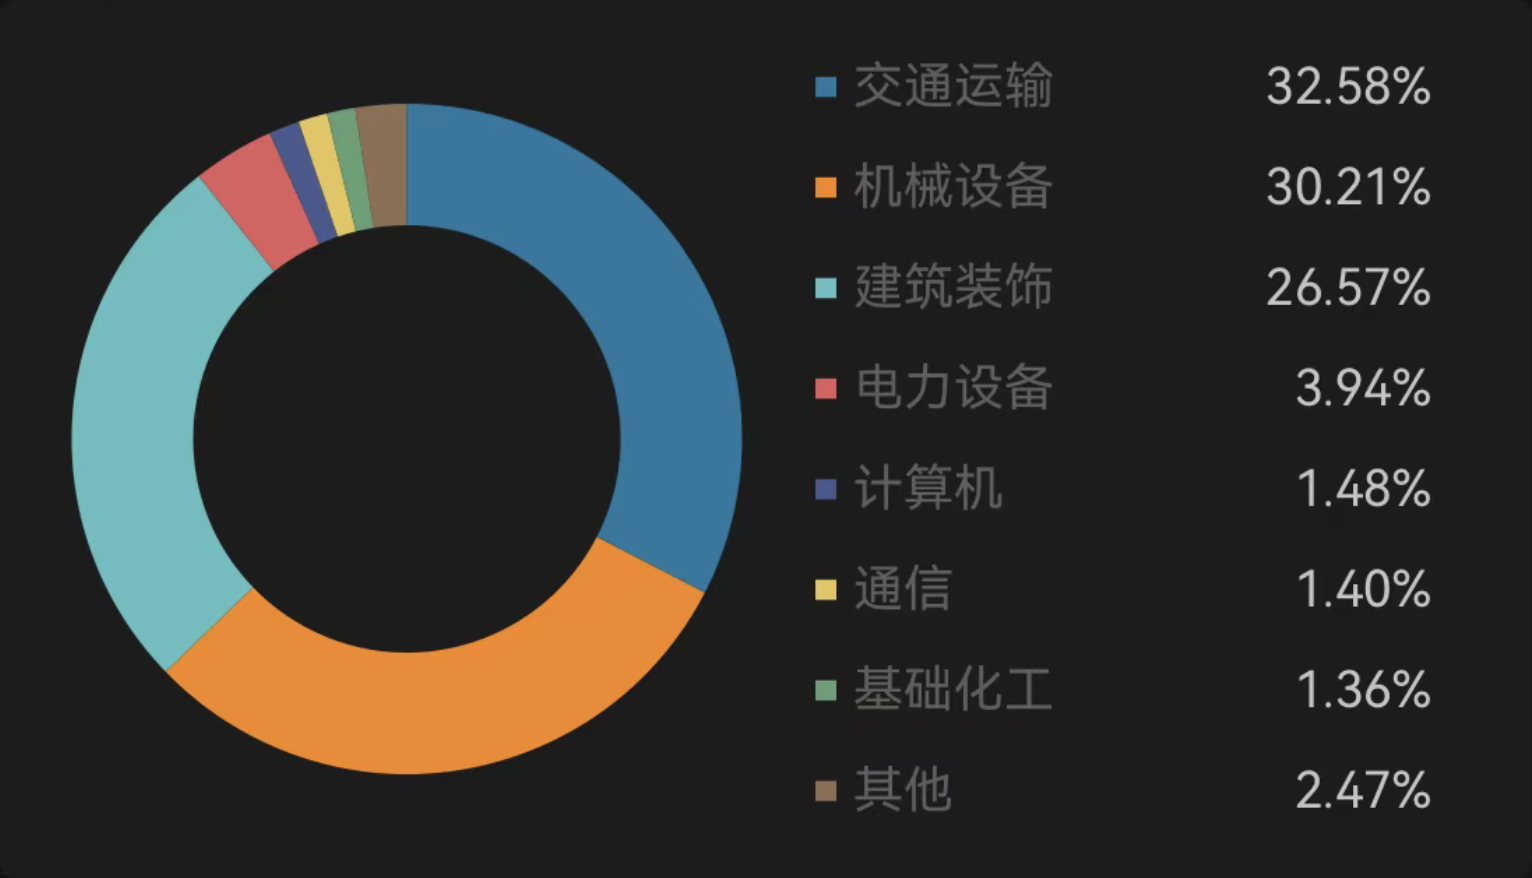 交通运输 32.58%
机械设备 30.21%
建筑装饰 26.57%
电力设备 3.94%
计算机 1.48%
通信 1.40%
基础化工 1.36%
其他 2.47%